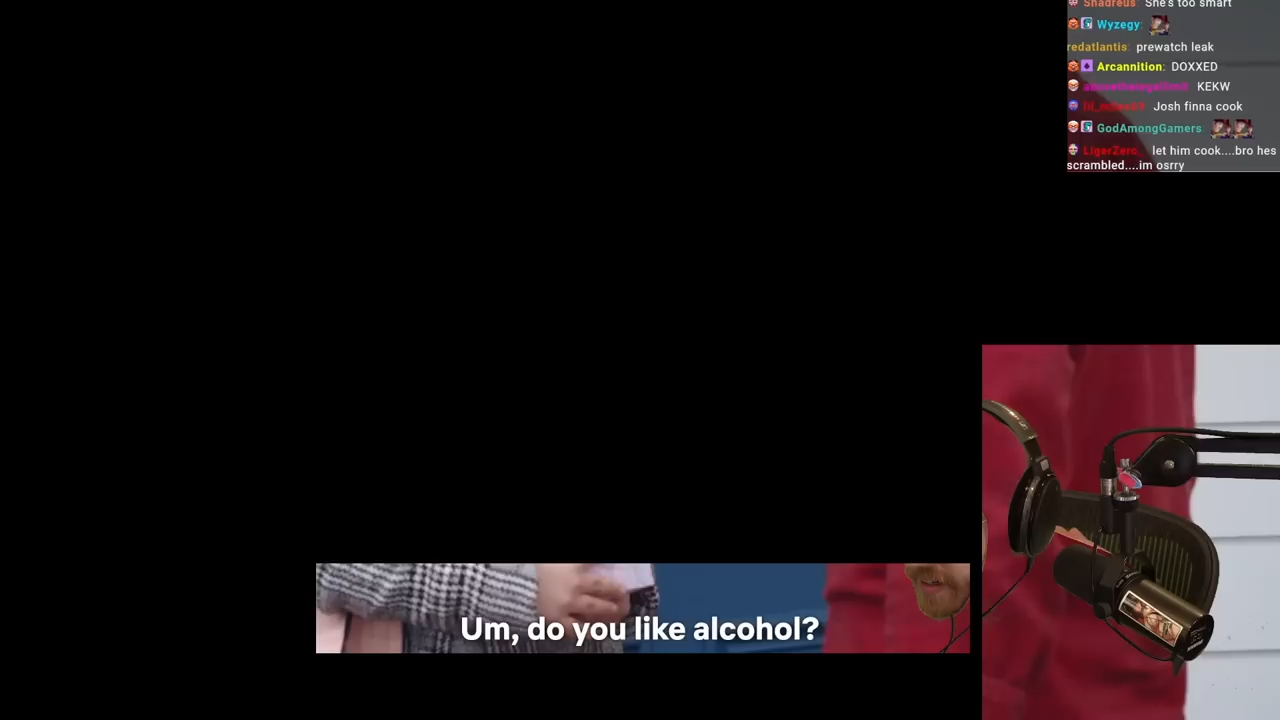 Shadreus: She's too smart
Wyzegy:
redatlantis: prewatch leak
Arcannition: DOXXED
KEKW
Josh finna cook
GodAmongGamers
LigerZero_: let him cook....bro hes
scrambled....im osrry
Um, do you like alcohol?